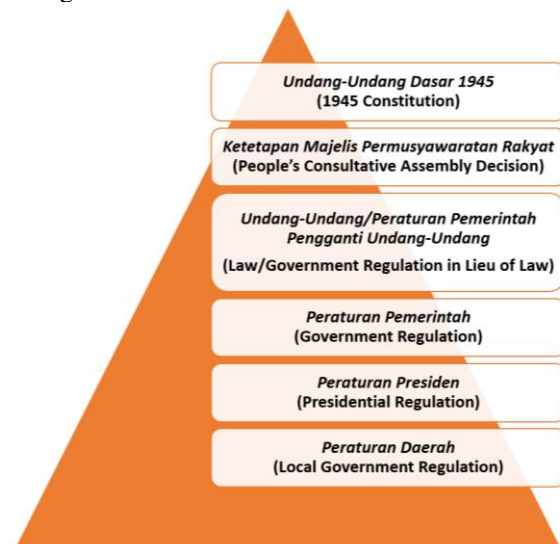 Undang-Undang Dasar 1945
(1945 Constitution)
Ketetapan Majelis Permusyawaratan Rakyat
(People's Consultative Assembly Decision)
Undang-Undang/Peraturan Pemerintah
Pengganti Undang-Undang
(Law/Government Regulation in Lieu of Law)
Peraturan Pemerintah
(Government Regulation)
Peraturan Presiden
(Presidential Regulation)
Peraturan Daerah
(Local Government Regulation)